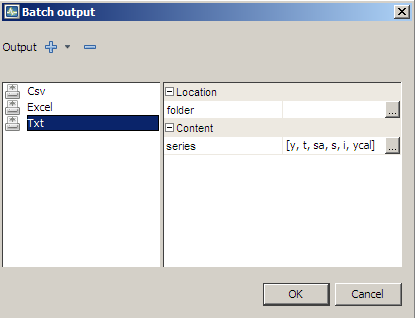 Batch output
Output
Csv
Excel
Txt
Location
folder
...
Content
series [y, t, sa, s, i, ycal] ...
OK Cancel